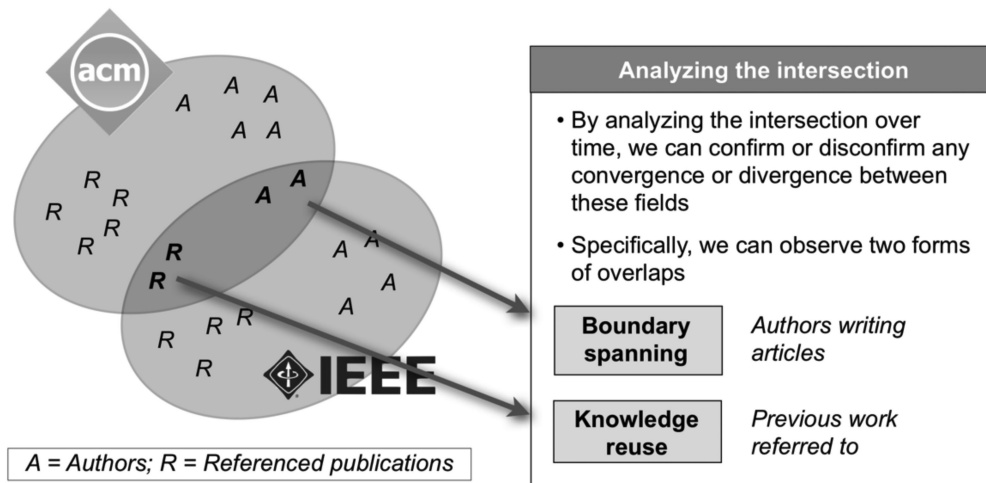 acm
A
A
A
A
A
R
R
R
R
R
A
A
R
R
A
A
A
A
R
R
R
R
IEEE
A = Authors; R = Referenced publications
Analyzing the intersection
• By analyzing the intersection over
time, we can confirm or disconfirm any
convergence or divergence between
these fields
• Specifically, we can observe two forms
of overlaps
Boundary
spanning
Authors writing
articles
Knowledge
reuse
Previous work
referred to